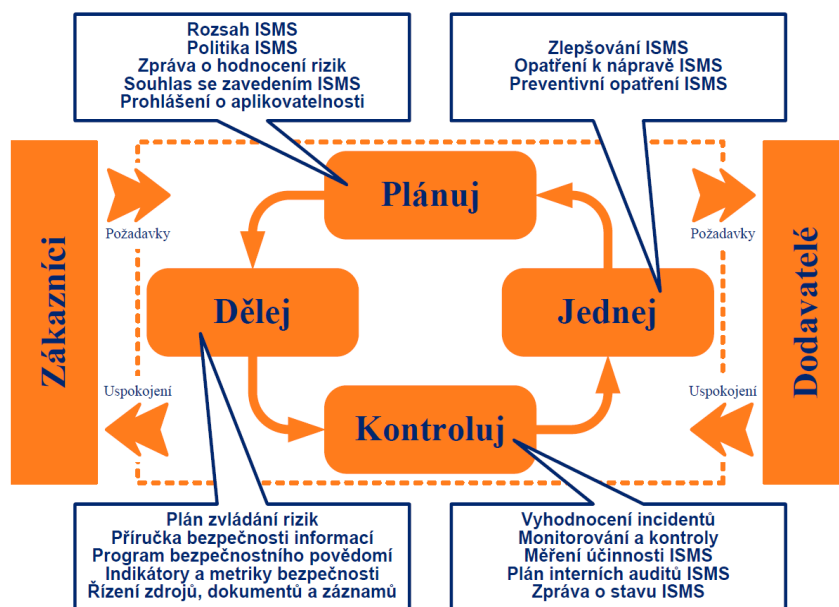 Rozsah ISMS
Politika ISMS
Zpráva o hodnocení rizik
Souhlas se zavedením ISMS
Prohlášení o aplikovatelnosti
Zlepšování ISMS
Opatření k nápravě ISMS
Preventivní opatření ISMS
Zákazníci
Požadavky
Plánuj
Požadavky
Dodavatelé
Dělej
Jednej
Uspokojení
Kontroluj
Uspokojení
Plán zvládání rizik
Příručka bezpečnosti informací
Program bezpečnostního povědomí
Indikátory a metriky bezpečnosti
Řízení zdrojů, dokumentů a záznamů
Vyhodnocení incidentů
Monitorování a kontroly
Měření účinnosti ISMS
Plán interních auditů ISMS
Zpráva o stavu ISMS